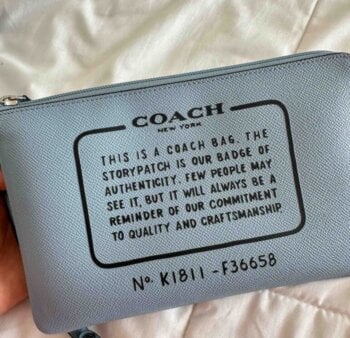 COACH
NEW YORK
THIS IS A COACH BAG. THE
STORYPATCH IS OUR BADGE OF
AUTHENTICITY. FEW PEOPLE MAY
SEE IT, BUT IT WILL ALWAYS BE A
REMINDER OF OUR COMMITMENT
TO QUALITY AND CRAFTSMANSHIP.
No. K1811-F36658